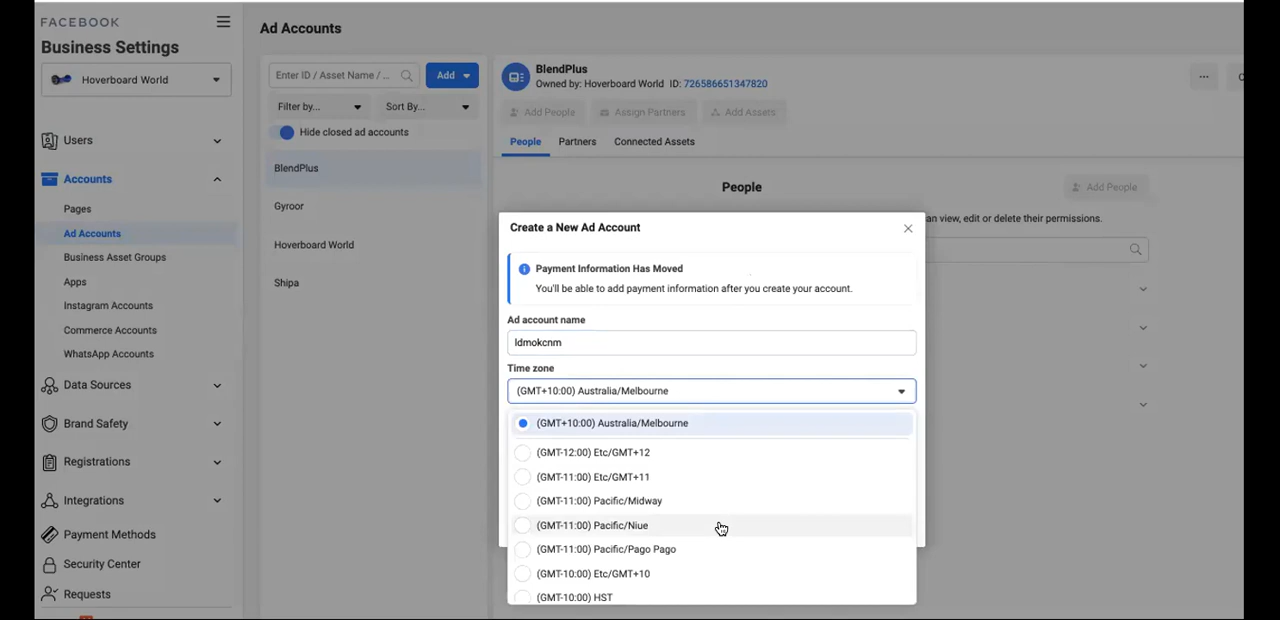 FACEBOOK
Business Settings
Hoverboard World
Users
Accounts
Pages
Ad Accounts
Business Asset Groups
Apps
Instagram Accounts
Commerce Accounts
WhatsApp Accounts
Data Sources
Brand Safety
Registrations
Integrations
Payment Methods
Security Center
Requests
Ad Accounts
Enter ID / Asset Name / ...
Add
Filter by...
Sort By...
Hide closed ad accounts
BlendPlus
Gyroor
Hoverboard World
Shipa
BlendPlus
Owned by: Hoverboard World ID: 726586651347820
...
Add People
Assign Partners
Add Assets
People
Partners
Connected Assets
People
Add People
an view, edit or delete their permissions.
Create a New Ad Account
Payment Information Has Moved
You'll be able to add payment information after you create your account.
Ad account name
ldmokcnm
Time zone
(GMT+10:00) Australia/Melbourne
(GMT+10:00) Australia/Melbourne
(GMT-12:00) Etc/GMT+12
(GMT-11:00) Etc/GMT+11
(GMT-11:00) Pacific/Midway
(GMT-11:00) Pacific/Niue
(GMT-11:00) Pacific/Pago Pago
(GMT-10:00) Etc/GMT+10
(GMT-10:00) HST